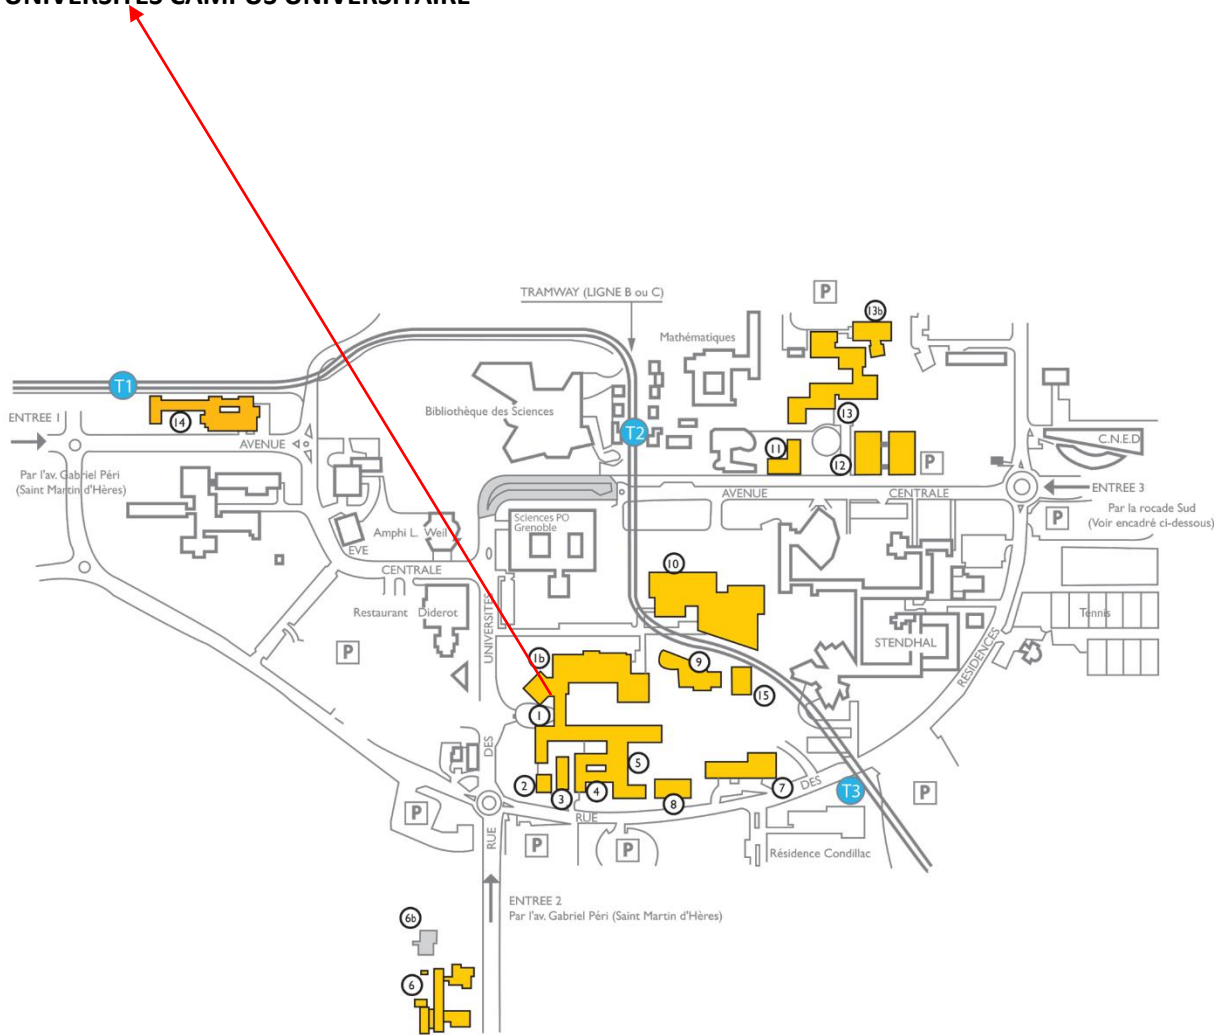 UNIVERSITES CAMPUS UNIVERSITAIRE
TRAMWAY (LIGNE B ou C)
P
13b
Mathématiques
T1
ENTREE 1
14
AVENUE
Bibliothèque des Sciences
T2
13
11
12
P
C.N.E.D
Par l'av. Gabriel Péri
(Saint Martin d'Hères)
AVENUE
CENTRALE
ENTREE 3
Par la rocade Sud
(Voir encadré ci-dessous)
P
Sciences PO
Grenoble
Amphi L. Weil
EVE
CENTRALE
10
Restaurant Diderot
UNIVERSITES
Tennis
STENDHAL
RESIDENCES
P
1b
9
15
1
DES
5
2
3
4
8
7
DES
T3
P
P
RUE
RUE
P
P
Résidence Condillac
ENTREE 2
Par l'av. Gabriel Péri (Saint Martin d'Hères)
6b
6